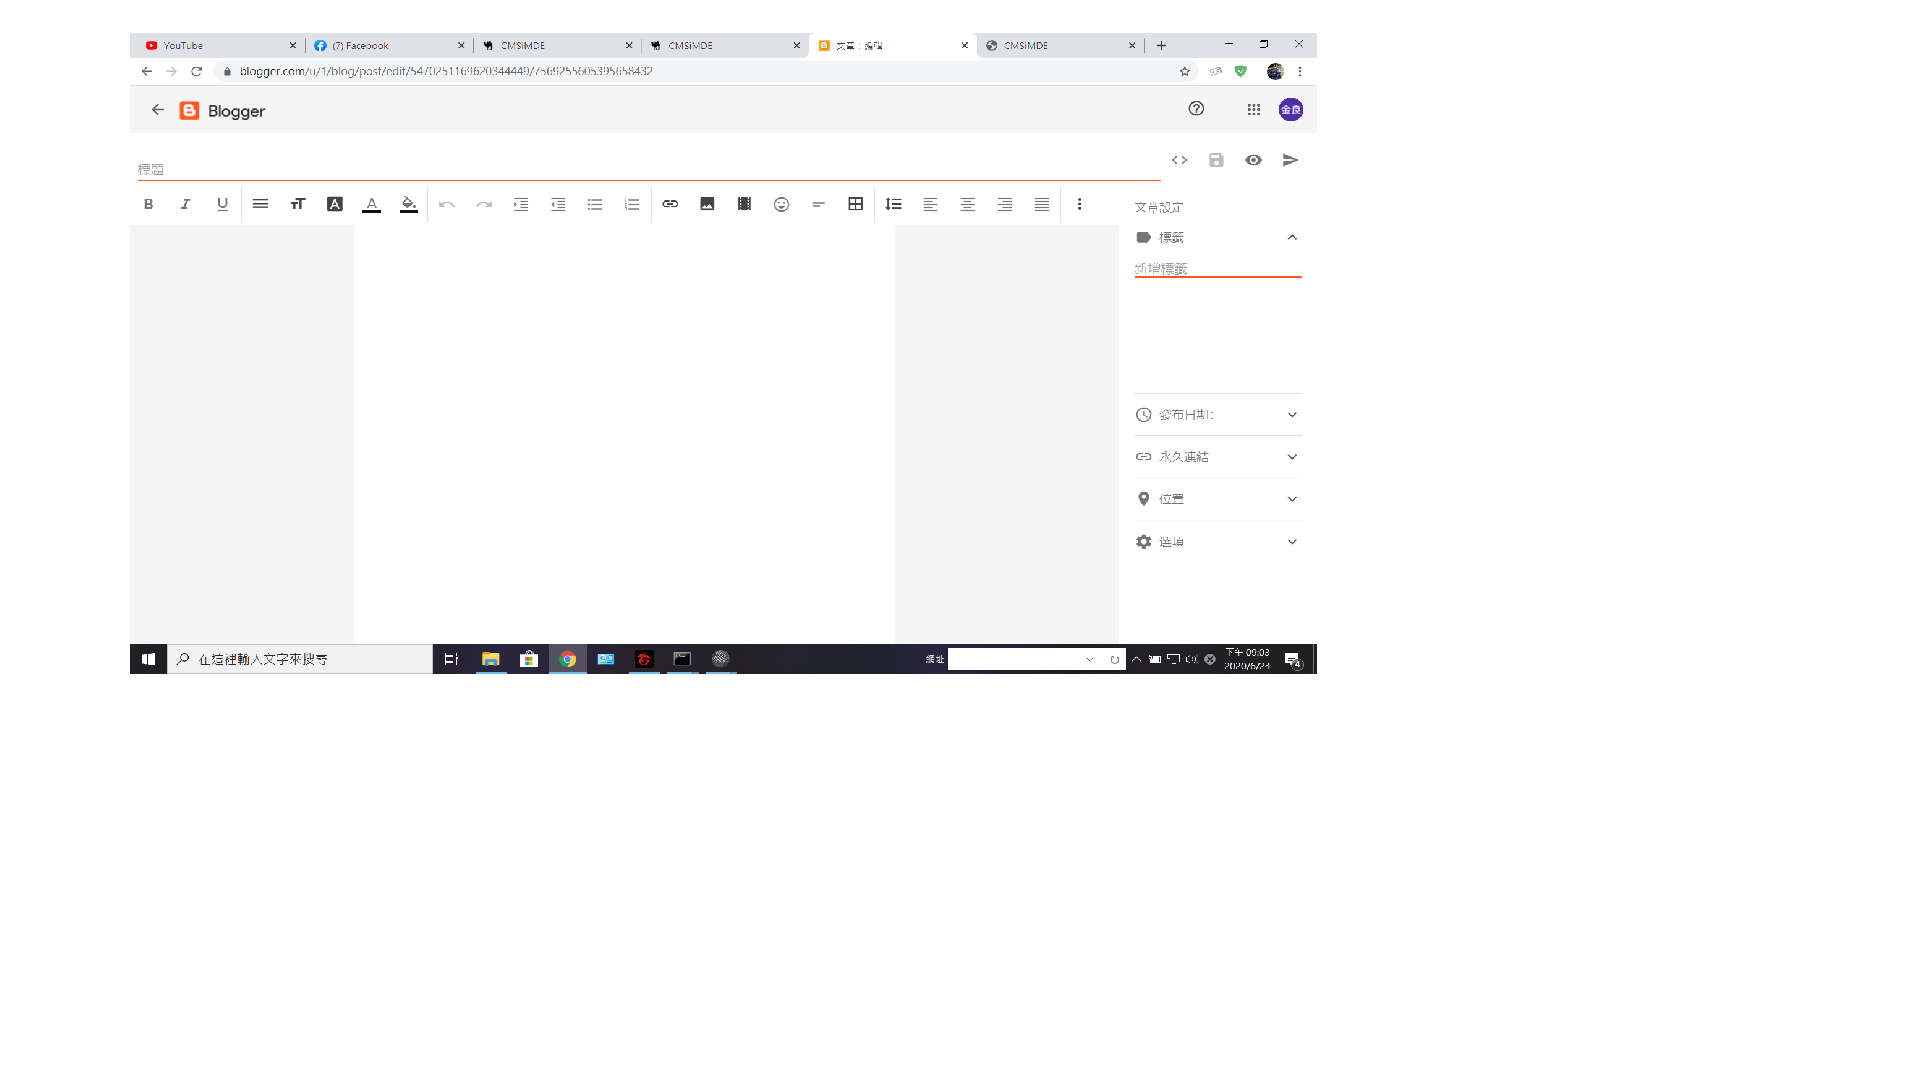 YouTube
(7) Facebook
CMSiMDE
CMSiMDE
文章：編輯
CMSiMDE
blogger.com/u/1/blog/post/edit/5470251169620344449/7569255605395658432
Blogger
金良
標題
文章設定
標籤
新增標籤
發布日期：
永久連結
位置
選項
在這裡輸入文字來搜尋
網址
下午 09:03
2020/6/24
4